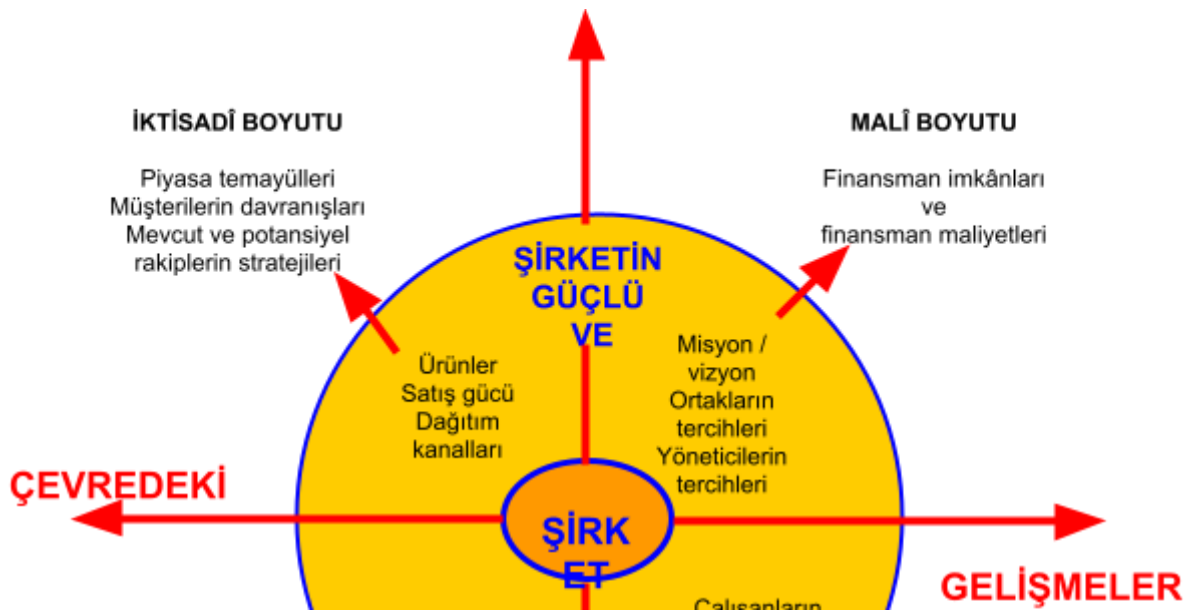 İKTİSADÎ BOYUTU
Piyasa temayülleri
Müşterilerin davranışları
Mevcut ve potansiyel
rakiplerin stratejileri
MALÎ BOYUTU
Finansman imkânları
ve
finansman maliyetleri
ŞİRKETİN
GÜÇLÜ
VE
Ürünler
Satış gücü
Dağıtım
kanalları
Misyon /
vizyon
Ortakların
tercihleri
Yöneticilerin
tercihleri
ÇEVREDEKİ
ŞİRK
ET
GELİŞMELER
Çalışanların